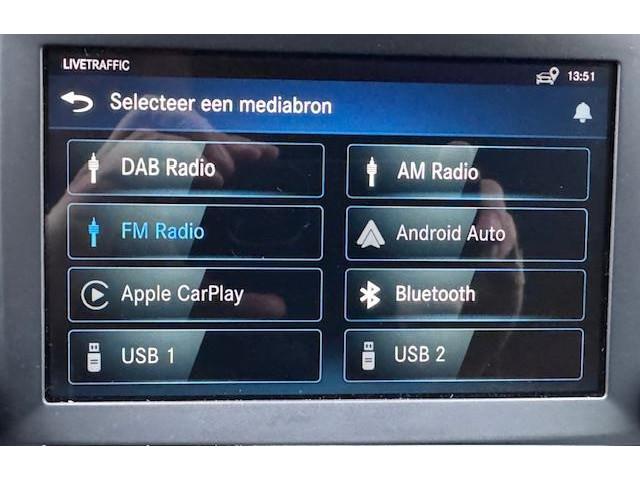 LIVETRAFFIC
13:51
Selecteer een mediabron
DAB Radio
AM Radio
FM Radio
Android Auto
Apple CarPlay
Bluetooth
USB 1
USB 2